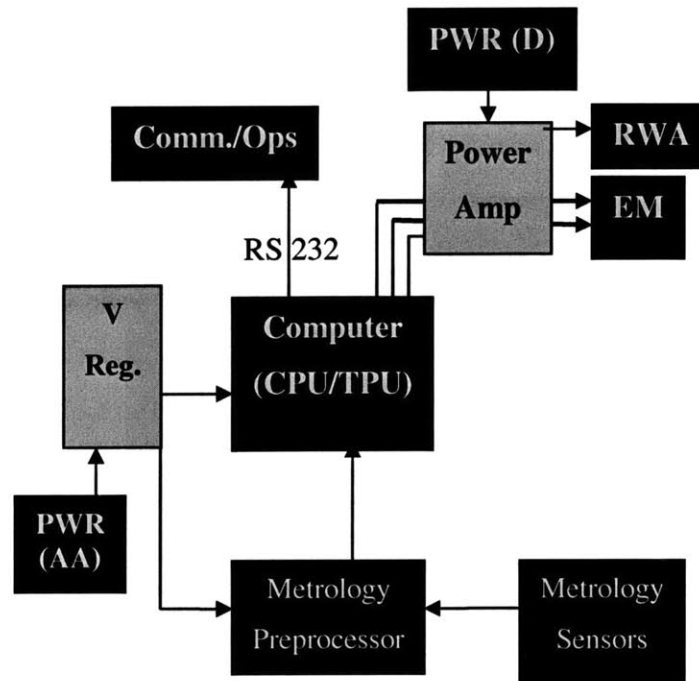 PWR (D)
Comm./Ops
Power
Amp
RWA
EM
RS 232
V
Reg.
Computer
(CPU/TPU)
PWR
(AA)
Metrology
Preprocessor
Metrology
Sensors